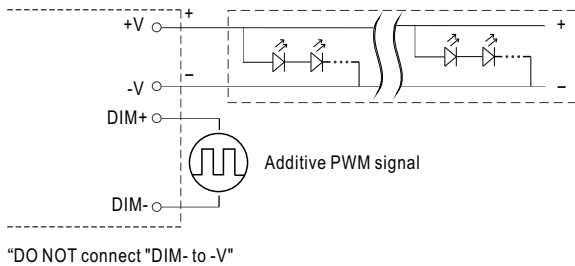 +V + +
-V – –
DIM+
Additive PWM signal
DIM-
“DO NOT connect "DIM- to -V"